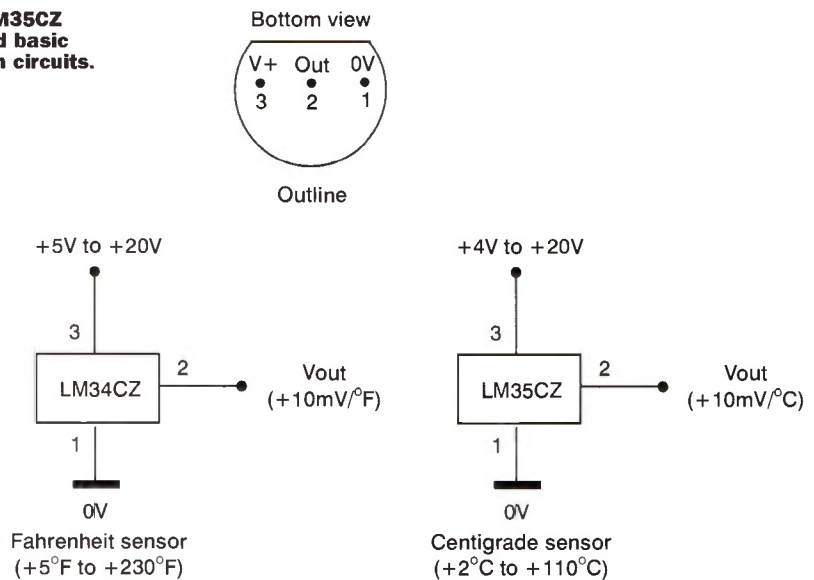 M35CZ
d basic
n circuits.
Bottom view
V+ Out 0V
3 2 1
Outline
+5V to +20V
3
LM34CZ
2
Vout
(+10mV/°F)
1
0V
Fahrenheit sensor
(+5°F to +230°F)
+4V to +20V
3
LM35CZ
2
Vout
(+10mV/°C)
1
0V
Centigrade sensor
(+2°C to +110°C)